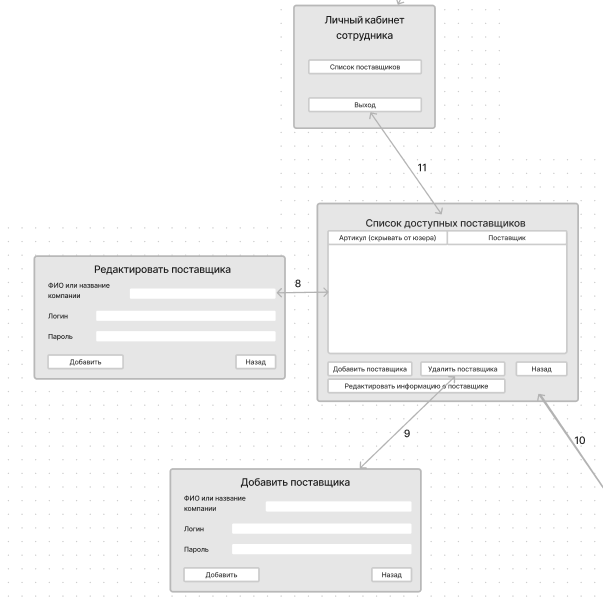 Личный кабинет
сотрудника
Список поставщиков
Выход
11
Список доступных поставщиков
Артикул (скрывать от юзера) Поставщик
Редактировать поставщика
ФИО или название
компании
8
Логин
Пароль
Добавить Назад
Добавить поставщика Удалить поставщика Назад
Редактировать информацию о поставщике
9
10
Добавить поставщика
ФИО или название
компании
Логин
Пароль
Добавить Назад